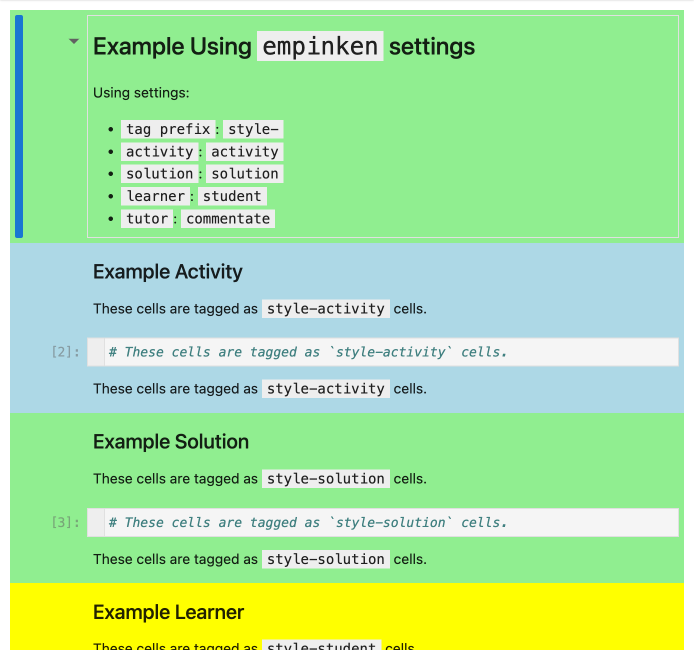 Example Using empinken settings
Using settings:
• tag prefix: style-
• activity: activity
• solution: solution
• learner: student
• tutor: commentate
Example Activity
These cells are tagged as style-activity cells.
[2]: # These cells are tagged as `style-activity` cells.
These cells are tagged as style-activity cells.
Example Solution
These cells are tagged as style-solution cells.
[3]: # These cells are tagged as `style-solution` cells.
These cells are tagged as style-solution cells.
Example Learner
These cells are tagged as style-student cells.